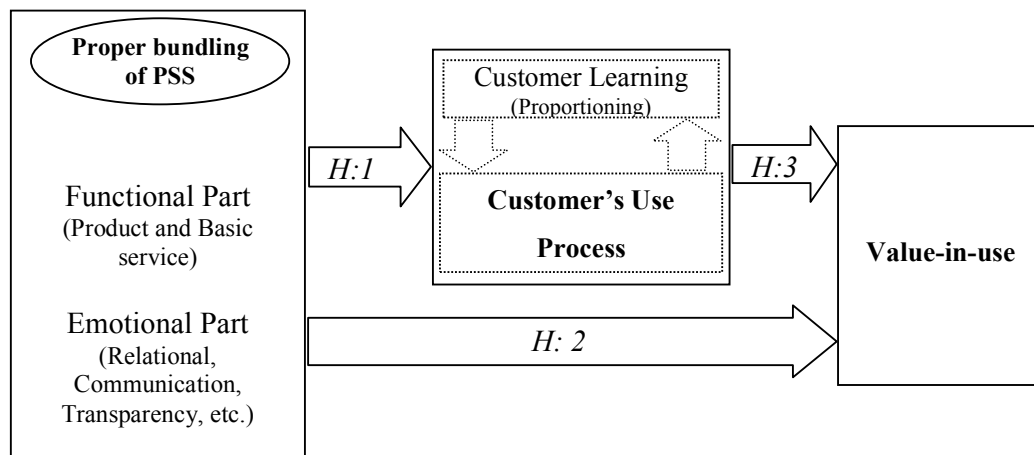 Proper bundling
of PSS
Functional Part
(Product and Basic
service)
Emotional Part
(Relational,
Communication,
Transparency, etc.)
H:1
Customer Learning
(Proportioning)
Customer’s Use
Process
H:3
H: 2
Value-in-use